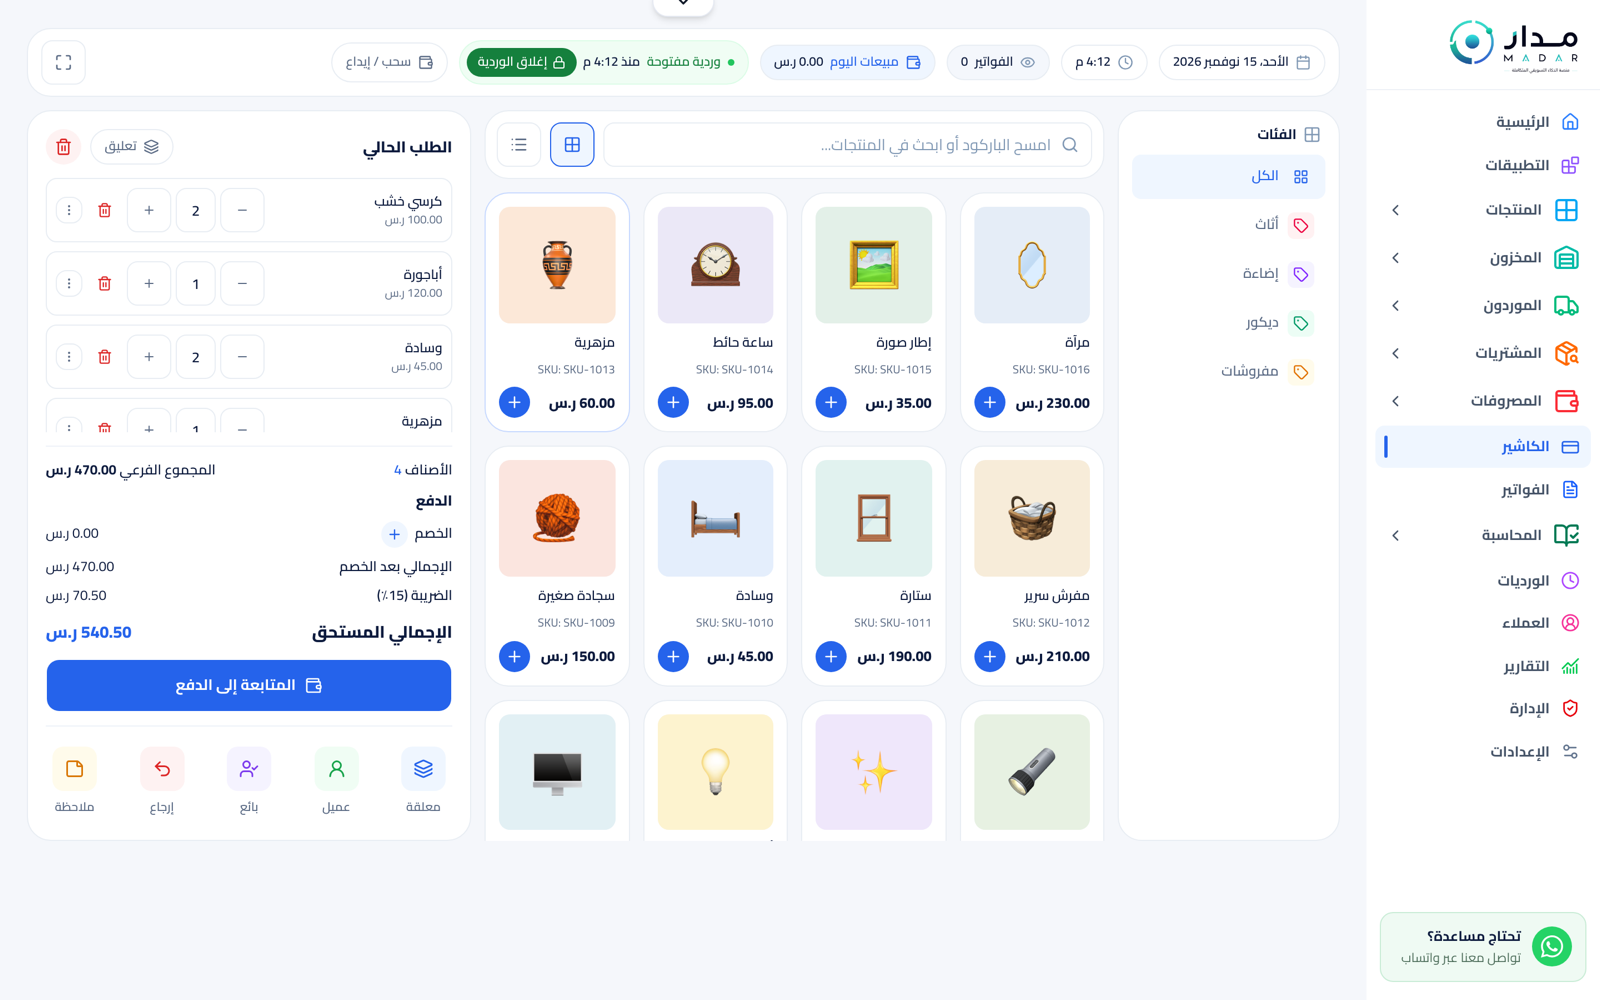 مدار
MADAR
الرئيسية
التطبيقات
المنتجات
المخزون
الموردون
المشتريات
المصروفات
الكاشير
الفواتير
المحاسبة
الورديات
العملاء
التقارير
الإدارة
الإعدادات
تحتاج مساعدة؟
تواصل معنا عبر واتساب
الأحد، 15 نوفمبر 2026
4:12 م
الفواتير 0
مبيعات اليوم 0.00 ر.س
وردية مفتوحة منذ 4:12 م
إغلاق الوردية
سحب / إيداع
الفئات
الكل
أثاث
إضاءة
ديكور
مفروشات
امسح الباركود أو ابحث في المنتجات...
مرآة
SKU: SKU-1016
230.00 ر.س
إطار صورة
SKU: SKU-1015
35.00 ر.س
ساعة حائط
SKU: SKU-1014
95.00 ر.س
مزهرية
SKU: SKU-1013
60.00 ر.س
مفرش سرير
SKU: SKU-1012
210.00 ر.س
ستارة
SKU: SKU-1011
190.00 ر.س
وسادة
SKU: SKU-1010
45.00 ر.س
سجادة صغيرة
SKU: SKU-1009
150.00 ر.س
الطلب الحالي
تعليق
كرسي خشب
100.00 ر.س
2
أباجورة
120.00 ر.س
1
وسادة
45.00 ر.س
2
مزهرية
1
الأصناف 4
المجموع الفرعي 470.00 ر.س
الدفع
الخصم
0.00 ر.س
الإجمالي بعد الخصم
470.00 ر.س
الضريبة (15٪)
70.50 ر.س
الإجمالي المستحق
540.50 ر.س
المتابعة إلى الدفع
معلقة
عميل
بائع
إرجاع
ملاحظة